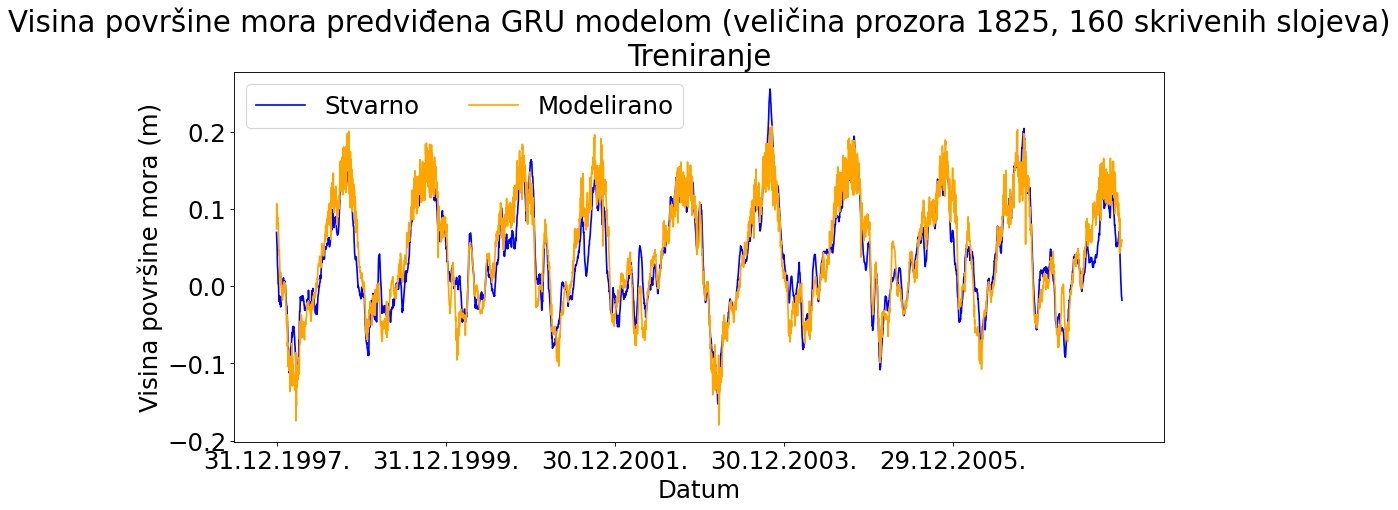 Visina površine mora predviđena GRU modelom (veličina prozora 1825, 160 skrivenih slojeva)
Treniranje
Stvarno
Modelirano
Visina površine mora (m)
0.2
0.1
0.0
−0.1
−0.2
31.12.1997.
31.12.1999.
30.12.2001.
30.12.2003.
29.12.2005.
Datum